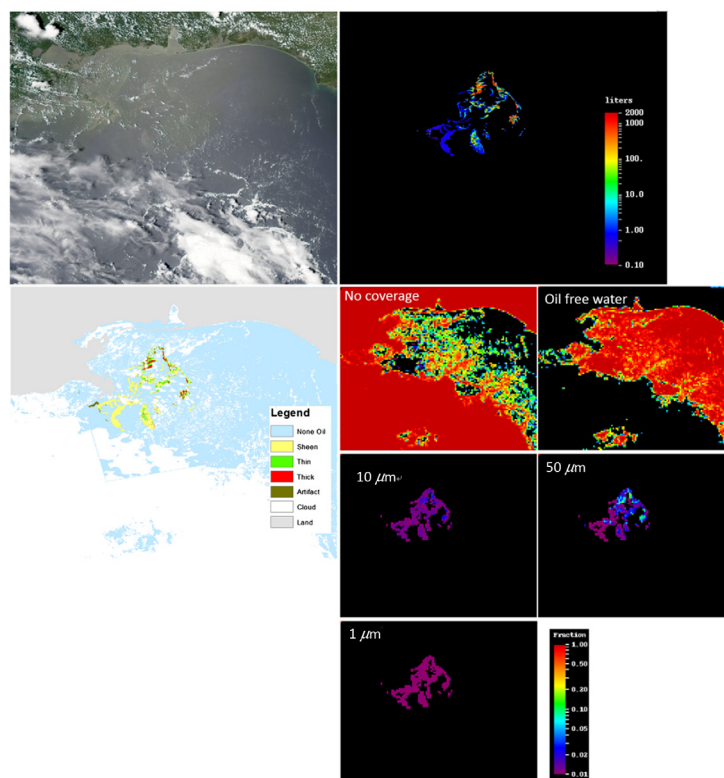 liters
2000
1000
100.
10.0
1.00
0.10
No coverage
Oil free water
Legend
None Oil
Sheen
Thin
Thick
Artifact
Cloud
Land
10 μm↵
50 μm
1 μm
Fraction
1.00
0.50
0.20
0.10
0.05
0.02
0.01